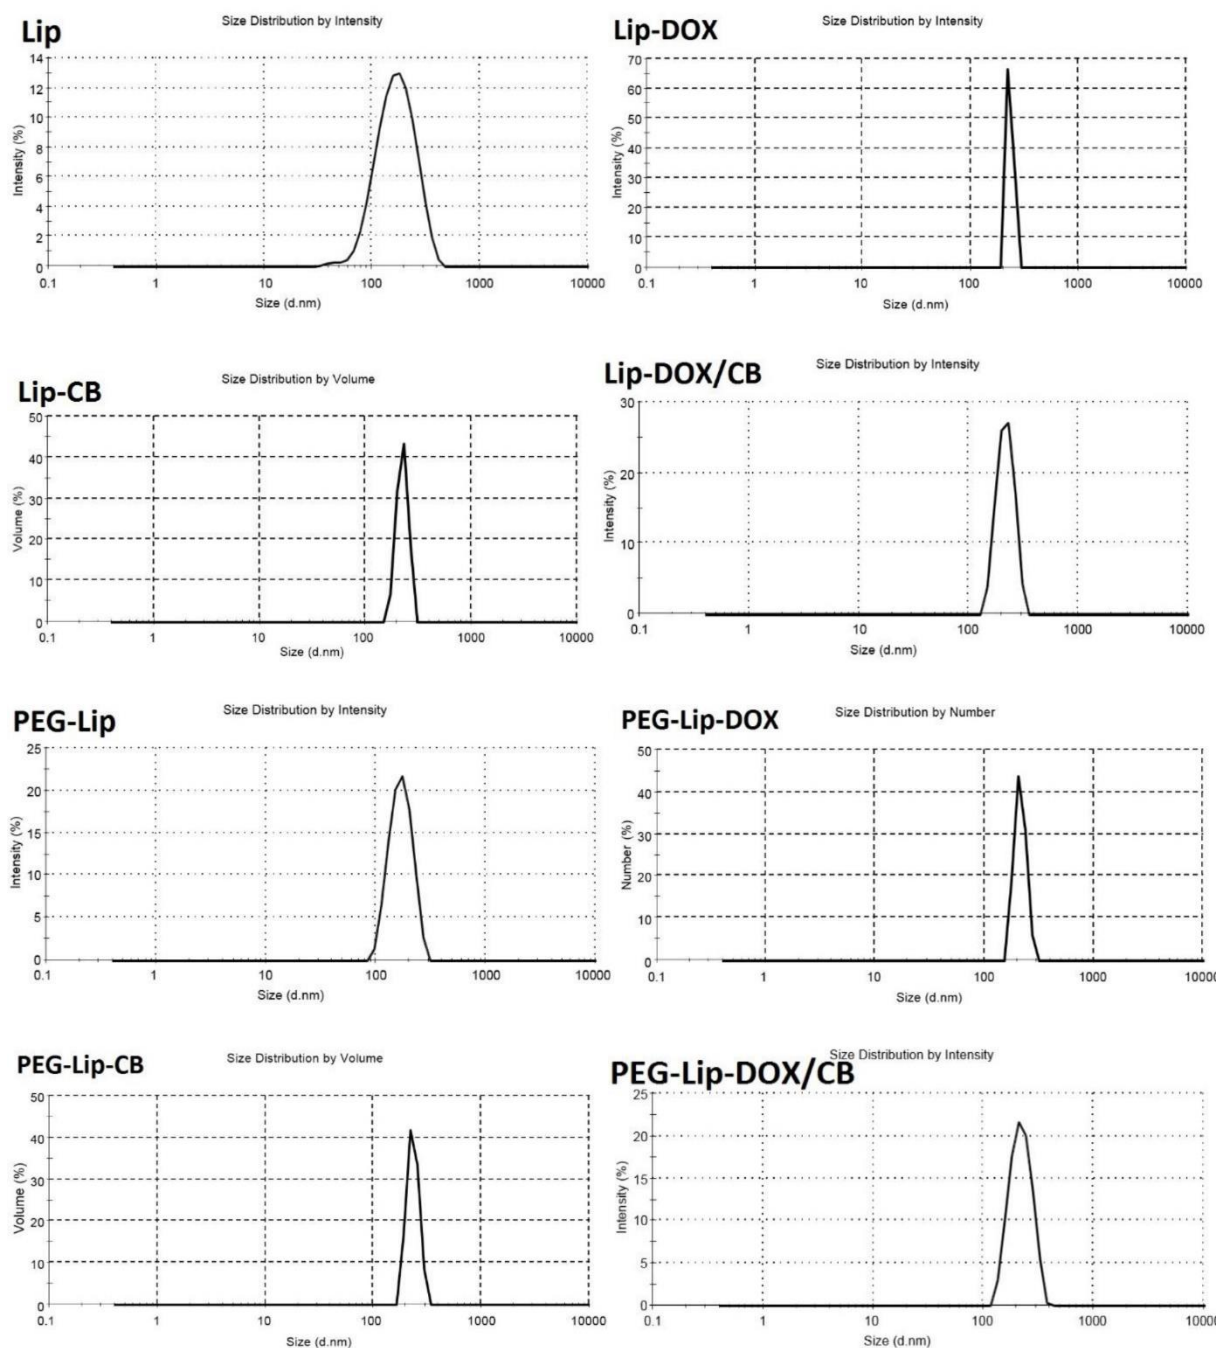 Lip
Size Distribution by Intensity
14
12
10
8
6
4
2
0
Intensity (%)
0.1 1 10 100 1000 10000
Size (d.nm)
Lip-DOX
Size Distribution by Intensity
70
60
50
40
30
20
10
0
Intensity (%)
0.1 1 10 100 1000 10000
Size (d.nm)
Lip-CB
Size Distribution by Volume
50
40
30
20
10
0
Volume (%)
0.1 1 10 100 1000 10000
Size (d.nm)
Lip-DOX/CB
Size Distribution by Intensity
30
20
10
0
Intensity (%)
0.1 1 10 100 1000 10000
Size (d.nm)
PEG-Lip
Size Distribution by Intensity
25
20
15
10
5
0
Intensity (%)
0.1 1 10 100 1000 10000
Size (d.nm)
PEG-Lip-DOX
Size Distribution by Number
50
40
30
20
10
0
Number (%)
0.1 1 10 100 1000 10000
Size (d.nm)
PEG-Lip-CB
Size Distribution by Volume
50
40
30
20
10
0
Volume (%)
0.1 1 10 100 1000 10000
Size (d.nm)
PEG-Lip-DOX/CB
Size Distribution by Intensity
25
20
15
10
5
0
Intensity (%)
0.1 1 10 100 1000 10000
Size (d.nm)